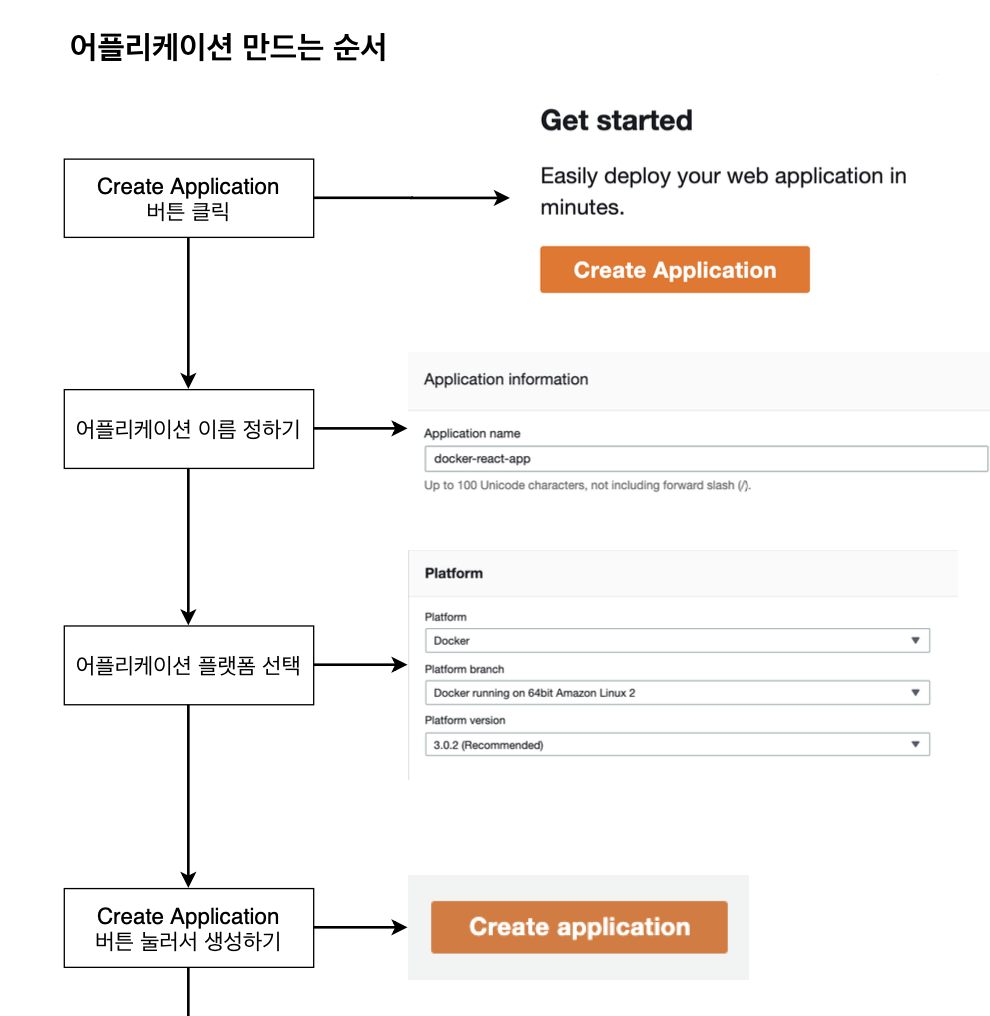 어플리케이션 만드는 순서
Create Application
버튼 클릭
Get started
Easily deploy your web application in
minutes.
Create Application
어플리케이션 이름 정하기
Application information
Application name
docker-react-app
Up to 100 Unicode characters, not including forward slash (/).
어플리케이션 플랫폼 선택
Platform
Platform
Docker
Platform branch
Docker running on 64bit Amazon Linux 2
Platform version
3.0.2 (Recommended)
Create Application
버튼 눌러서 생성하기
Create application